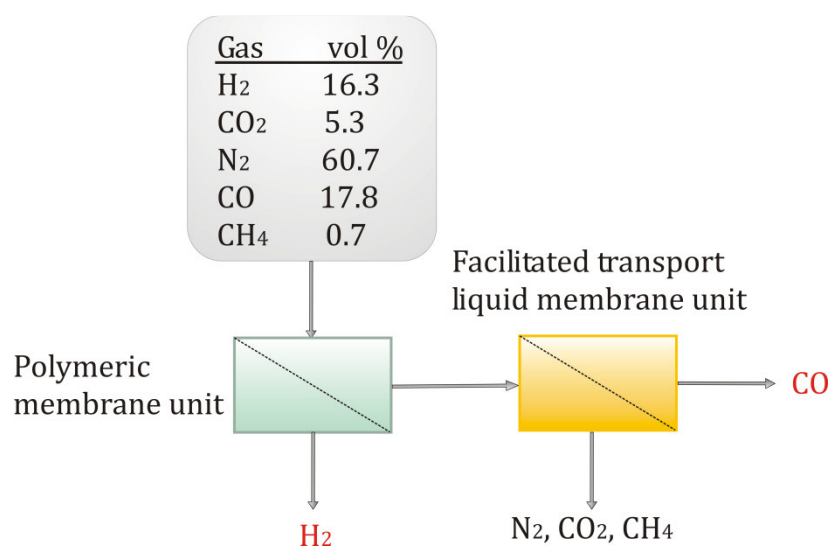 Gas vol %
H2 16.3
CO2 5.3
N2 60.7
CO 17.8
CH4 0.7
Facilitated transport
liquid membrane unit
Polymeric
membrane unit
CO
H2
N2, CO2, CH4